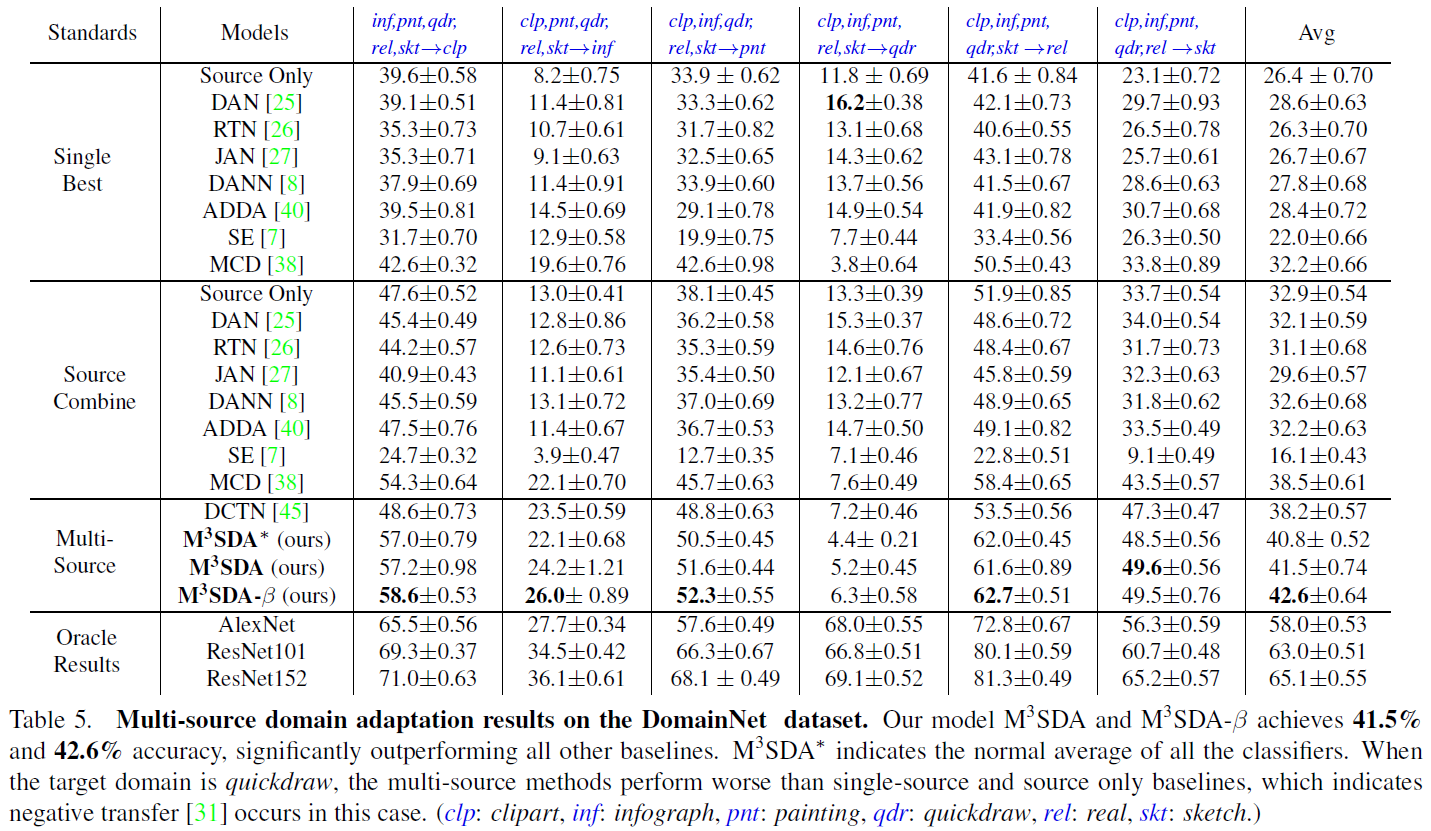 Standards Models inf,pnt,qdr, rel,skt→clp clp,pnt,qdr, rel,skt→inf clp,inf,qdr, rel,skt→pnt clp,inf,pnt, rel,skt→qdr clp,inf,pnt, qdr,skt →rel clp,inf,pnt, qdr,rel →skt Avg
Single Best
Source Only 39.6±0.58 8.2±0.75 33.9 ± 0.62 11.8 ± 0.69 41.6 ± 0.84 23.1±0.72 26.4 ± 0.70
DAN [25] 39.1±0.51 11.4±0.81 33.3±0.62 16.2±0.38 42.1±0.73 29.7±0.93 28.6±0.63
RTN [26] 35.3±0.73 10.7±0.61 31.7±0.82 13.1±0.68 40.6±0.55 26.5±0.78 26.3±0.70
JAN [27] 35.3±0.71 9.1±0.63 32.5±0.65 14.3±0.62 43.1±0.78 25.7±0.61 26.7±0.67
DANN [8] 37.9±0.69 11.4±0.91 33.9±0.60 13.7±0.56 41.5±0.67 28.6±0.63 27.8±0.68
ADDA [40] 39.5±0.81 14.5±0.69 29.1±0.78 14.9±0.54 41.9±0.82 30.7±0.68 28.4±0.72
SE [7] 31.7±0.70 12.9±0.58 19.9±0.75 7.7±0.44 33.4±0.56 26.3±0.50 22.0±0.66
MCD [38] 42.6±0.32 19.6±0.76 42.6±0.98 3.8±0.64 50.5±0.43 33.8±0.89 32.2±0.66
Source Combine
Source Only 47.6±0.52 13.0±0.41 38.1±0.45 13.3±0.39 51.9±0.85 33.7±0.54 32.9±0.54
DAN [25] 45.4±0.49 12.8±0.86 36.2±0.58 15.3±0.37 48.6±0.72 34.0±0.54 32.1±0.59
RTN [26] 44.2±0.57 12.6±0.73 35.3±0.59 14.6±0.76 48.4±0.67 31.7±0.73 31.1±0.68
JAN [27] 40.9±0.43 11.1±0.61 35.4±0.50 12.1±0.67 45.8±0.59 32.3±0.63 29.6±0.57
DANN [8] 45.5±0.59 13.1±0.72 37.0±0.69 13.2±0.77 48.9±0.65 31.8±0.62 32.6±0.68
ADDA [40] 47.5±0.76 11.4±0.67 36.7±0.53 14.7±0.50 49.1±0.82 33.5±0.49 32.2±0.63
SE [7] 24.7±0.32 3.9±0.47 12.7±0.35 7.1±0.46 22.8±0.51 9.1±0.49 16.1±0.43
MCD [38] 54.3±0.64 22.1±0.70 45.7±0.63 7.6±0.49 58.4±0.65 43.5±0.57 38.5±0.61
Multi-Source
DCTN [45] 48.6±0.73 23.5±0.59 48.8±0.63 7.2±0.46 53.5±0.56 47.3±0.47 38.2±0.57
M³SDA* (ours) 57.0±0.79 22.1±0.68 50.5±0.45 4.4± 0.21 62.0±0.45 48.5±0.56 40.8± 0.52
M³SDA (ours) 57.2±0.98 24.2±1.21 51.6±0.44 5.2±0.45 61.6±0.89 49.6±0.56 41.5±0.74
M³SDA-β (ours) 58.6±0.53 26.0± 0.89 52.3±0.55 6.3±0.58 62.7±0.51 49.5±0.76 42.6±0.64
Oracle Results
AlexNet 65.5±0.56 27.7±0.34 57.6±0.49 68.0±0.55 72.8±0.67 56.3±0.59 58.0±0.53
ResNet101 69.3±0.37 34.5±0.42 66.3±0.67 66.8±0.51 80.1±0.59 60.7±0.48 63.0±0.51
ResNet152 71.0±0.63 36.1±0.61 68.1 ± 0.49 69.1±0.52 81.3±0.49 65.2±0.57 65.1±0.55
Table 5. Multi-source domain adaptation results on the DomainNet dataset. Our model M³SDA and M³SDA-β achieves 41.5%
and 42.6% accuracy, significantly outperforming all other baselines. M³SDA* indicates the normal average of all the classifiers. When
the target domain is quickdraw, the multi-source methods perform worse than single-source and source only baselines, which indicates
negative transfer [31] occurs in this case. (clp: clipart, inf: infograph, pnt: painting, qdr: quickdraw, rel: real, skt: sketch.)